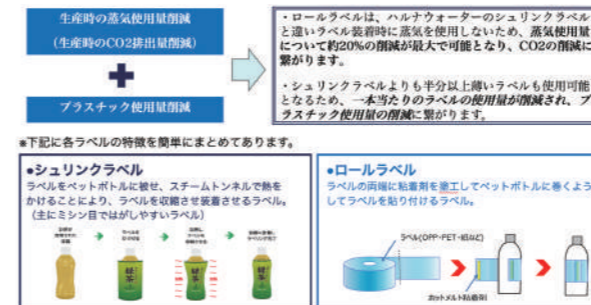 生産時の蒸気使用量削減
（生産時のCO2排出量削減）
プラスチック使用量削減
・ロールラベルは、ハルナウォーターのシュリンクラベル
と違いラベル装着時に蒸気を使用しないため、蒸気使用量
について約20%の削減が最大で可能となり、CO2の削減に
繋がります。
・シュリンクラベルよりも半分以上薄いラベルも使用可能
となるため、一本当たりのラベルの使用量が削減され、プ
ラスチック使用量の削減に繋がります。
*下記に各ラベルの特徴を簡単にまとめてあります。
•シュリンクラベル
ラベルをペットボトルに被せ、スチームトンネルで熱を
かけることにより、ラベルを収縮させ装着させるラベル。
（主にミシン目ではがしやすいラベル）
緑茶
緑茶
緑茶
•ロールラベル
ラベルの両端に粘着剤を塗工してペットボトルに巻くよう
してラベルを貼り付けるラベル。
ラベル(OPP・PET・紙など)
ホットメルト粘着剤